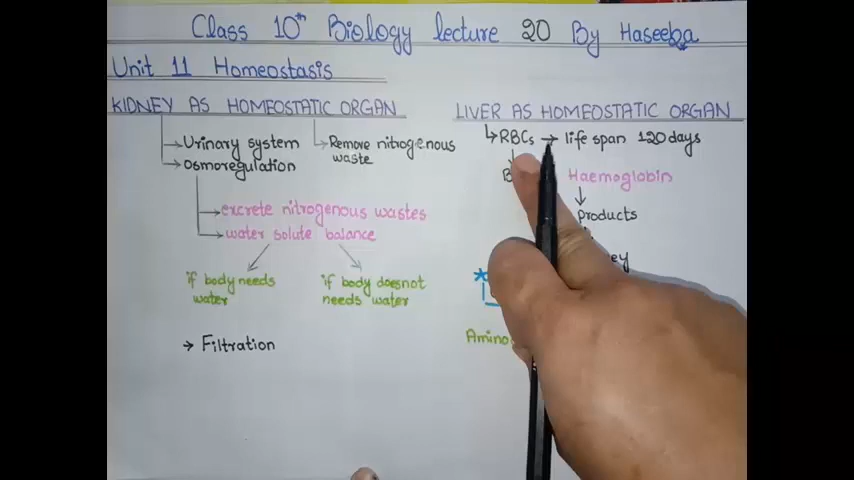 Class 10th Biology lecture 20 By Haseeba
Unit 11 Homeostasis
KIDNEY AS HOMEOSTATIC ORGAN
→ Urinary system
→ Osmoregulation
Remove nitrogenous
waste
→ excrete nitrogenous wastes
→ water solute balance
if body needs
water
if body doesnot
needs water
→ Filtration
LIVER AS HOMEOSTATIC ORGAN
↳ RBCs → life span 120 days
Haemoglobin
products
Amino